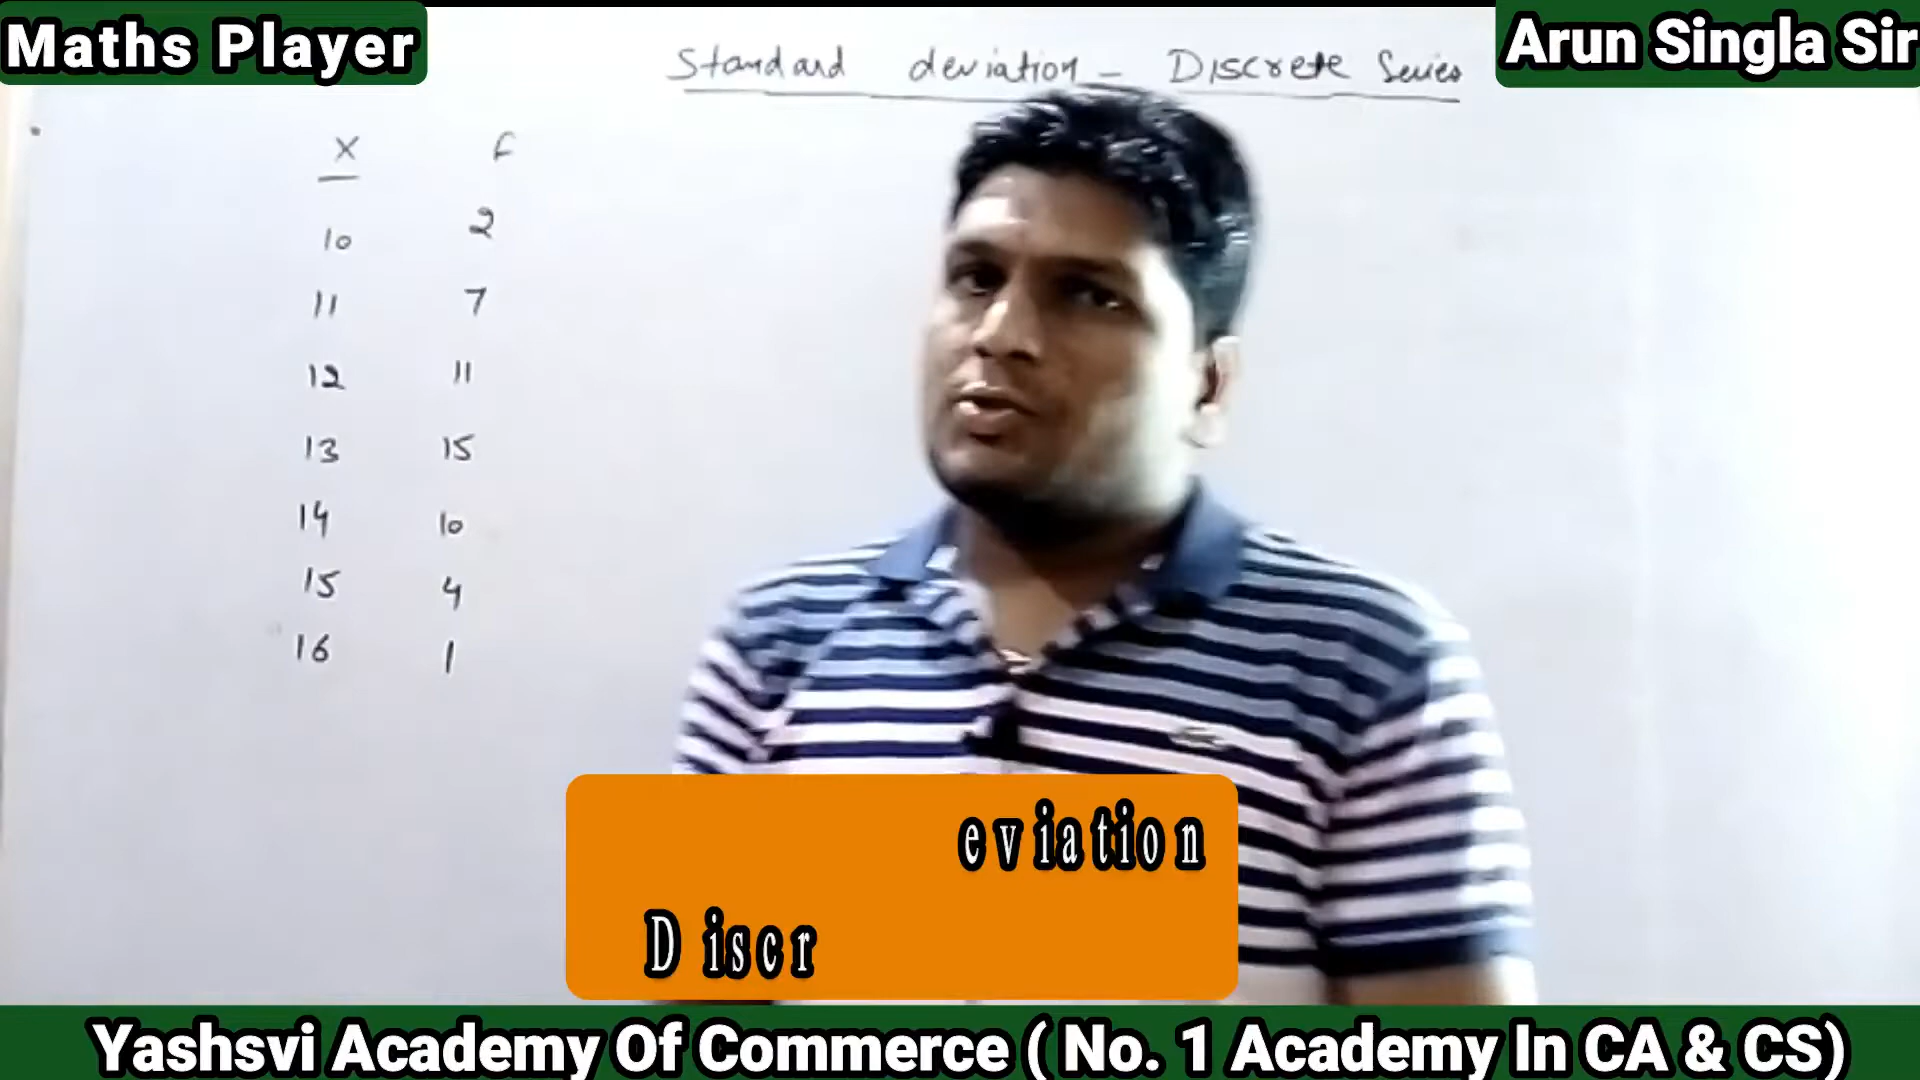 Maths Player
Arun Singla Sir
Standard deviation - Discrete Series
X f
10 2
11 7
12 11
13 15
14 10
15 4
16 1
eviation
Discr
Yashsvi Academy Of Commerce ( No. 1 Academy In CA & CS)